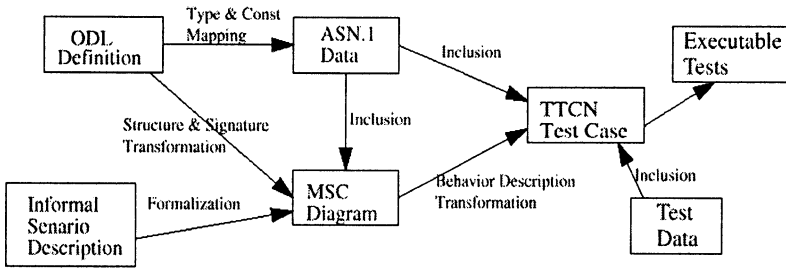 Type & Const
Mapping
ODL
Definition
ASN.1
Data
Inclusion
Executable
Tests
TTCN
Test Case
Structure & Signature
Transformation
Inclusion
MSC
Diagram
Behavior Description
Transformation
Inclusion
Informal
Senario
Description
Formalization
Test
Data